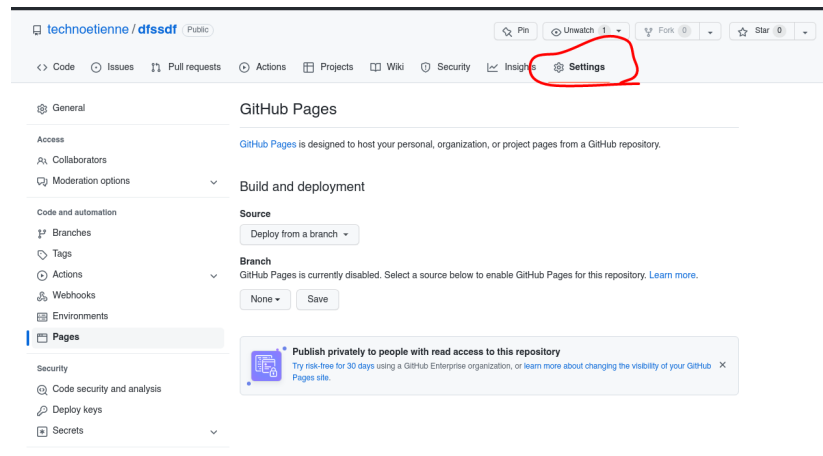 technoetienne / dfssdf Public
Pin
Unwatch 1
Fork 0
Star 0
Code
Issues
Pull requests
Actions
Projects
Wiki
Security
Insights
Settings
General
Access
Collaborators
Moderation options
Code and automation
Branches
Tags
Actions
Webhooks
Environments
Pages
Security
Code security and analysis
Deploy keys
Secrets
GitHub Pages
GitHub Pages is designed to host your personal, organization, or project pages from a GitHub repository.
Build and deployment
Source
Deploy from a branch
Branch
GitHub Pages is currently disabled. Select a source below to enable GitHub Pages for this repository. Learn more.
None
Save
Publish privately to people with read access to this repository
Try risk-free for 30 days using a GitHub Enterprise organization, or learn more about changing the visibility of your GitHub
Pages site.